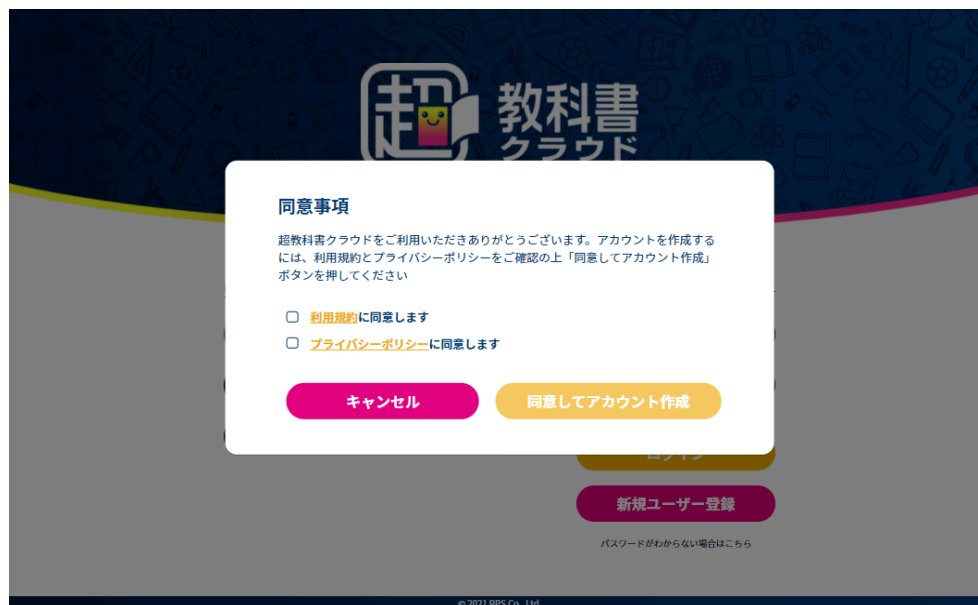 超
教科書
クラウド
同意事項
超教科書クラウドをご利用いただきありがとうございます。アカウントを作成する
には、利用規約とプライバシーポリシーをご確認の上「同意してアカウント作成」
ボタンを押してください
利用規約に同意します
プライバシーポリシーに同意します
キャンセル
同意してアカウント作成
ログイン
新規ユーザー登録
パスワードがわからない場合はこちら
© 2021 BPS Co., Ltd.